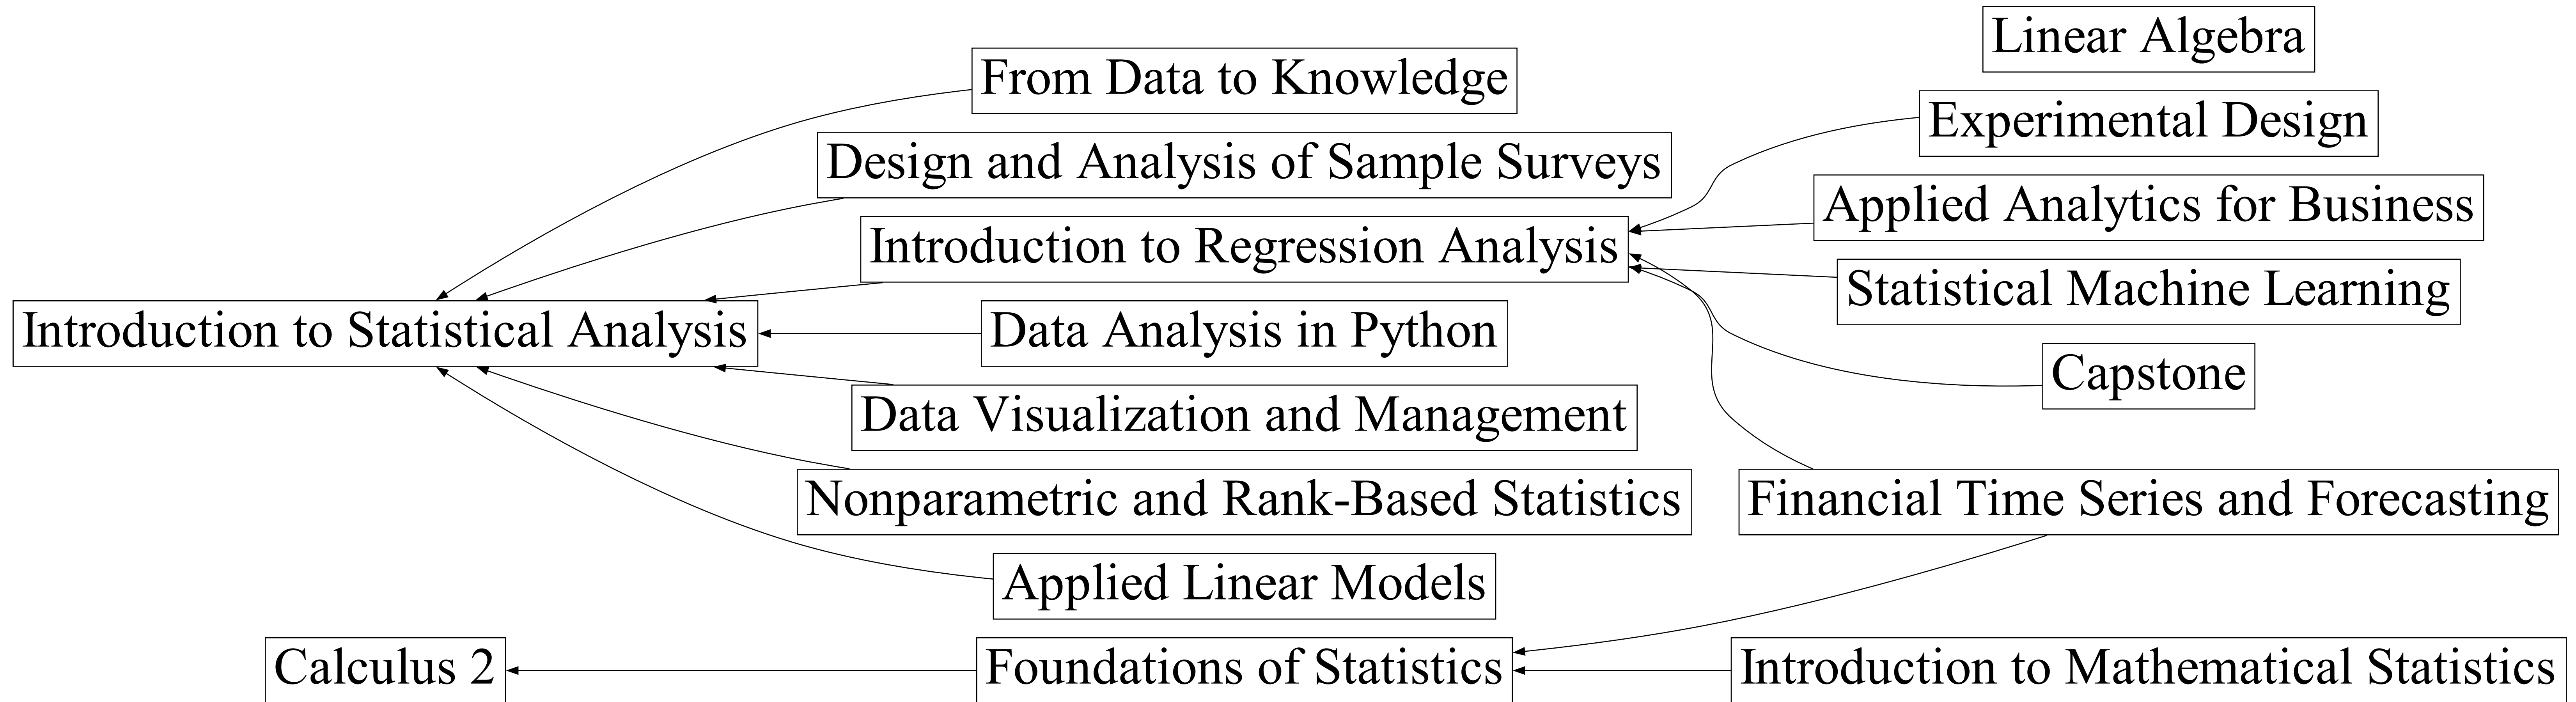 Linear Algebra
From Data to Knowledge
Experimental Design
Design and Analysis of Sample Surveys
Applied Analytics for Business
Introduction to Regression Analysis
Statistical Machine Learning
Introduction to Statistical Analysis
Data Analysis in Python
Capstone
Data Visualization and Management
Nonparametric and Rank-Based Statistics
Financial Time Series and Forecasting
Applied Linear Models
Calculus 2
Foundations of Statistics
Introduction to Mathematical Statistics